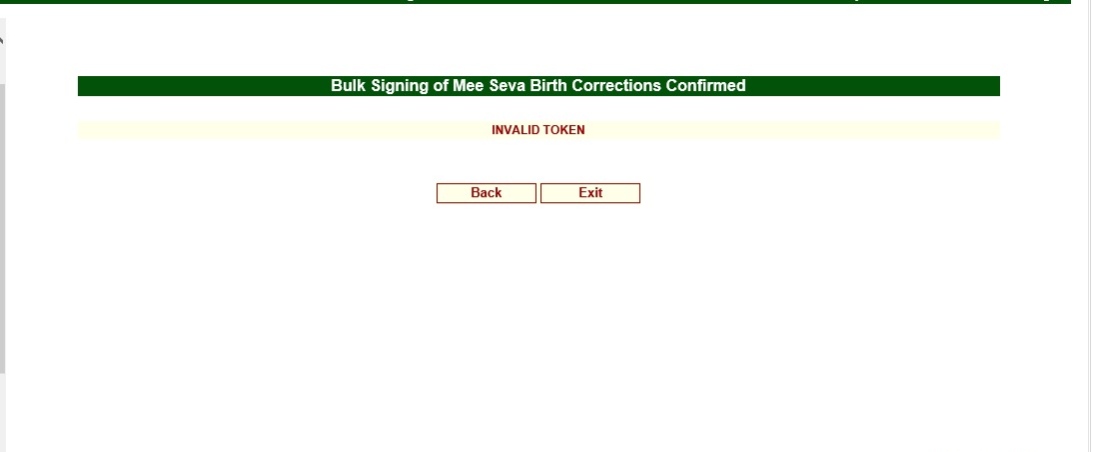 Bulk Signing of Mee Seva Birth Corrections Confirmed
INVALID TOKEN
Back
Exit